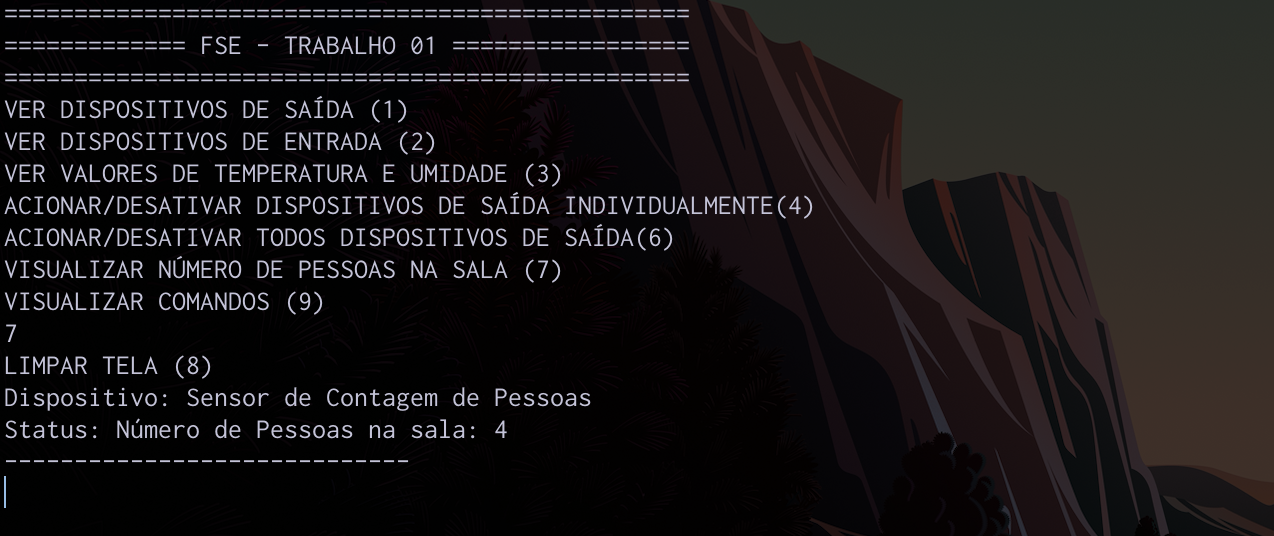 =================================================
============= FSE - TRABALHO 01 =================
=================================================
VER DISPOSITIVOS DE SAÍDA (1)
VER DISPOSITIVOS DE ENTRADA (2)
VER VALORES DE TEMPERATURA E UMIDADE (3)
ACIONAR/DESATIVAR DISPOSITIVOS DE SAÍDA INDIVIDUALMENTE(4)
ACIONAR/DESATIVAR TODOS DISPOSITIVOS DE SAÍDA(6)
VISUALIZAR NÚMERO DE PESSOAS NA SALA (7)
VISUALIZAR COMANDOS (9)
7
LIMPAR TELA (8)
Dispositivo: Sensor de Contagem de Pessoas
Status: Número de Pessoas na sala: 4
-----------------------------